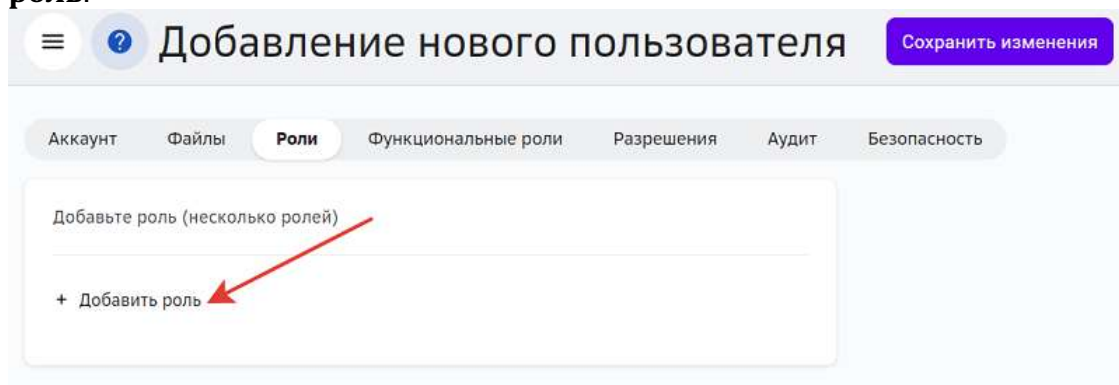 роль.
Добавление нового пользователя
Сохранить изменения
Аккаунт Файлы Роли Функциональные роли Разрешения Аудит Безопасность
Добавьте роль (несколько ролей)
+ Добавить роль